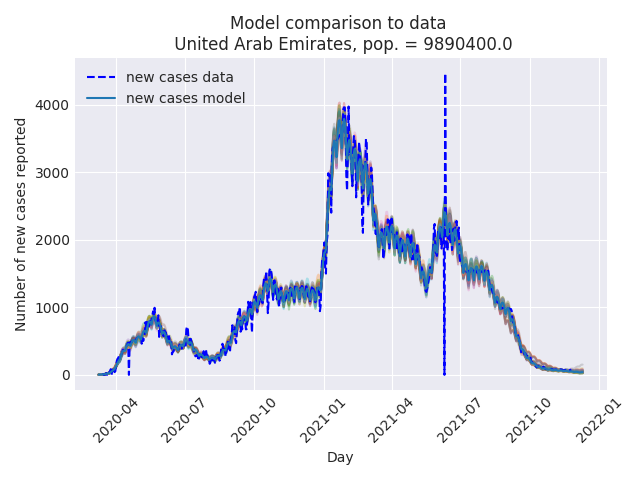 Model comparison to data
United Arab Emirates, pop. = 9890400.0
new cases data
new cases model
Number of new cases reported
4000
3000
2000
1000
0
2020-04
2020-07
2020-10
2021-01
2021-04
2021-07
2021-10
2022-01
Day